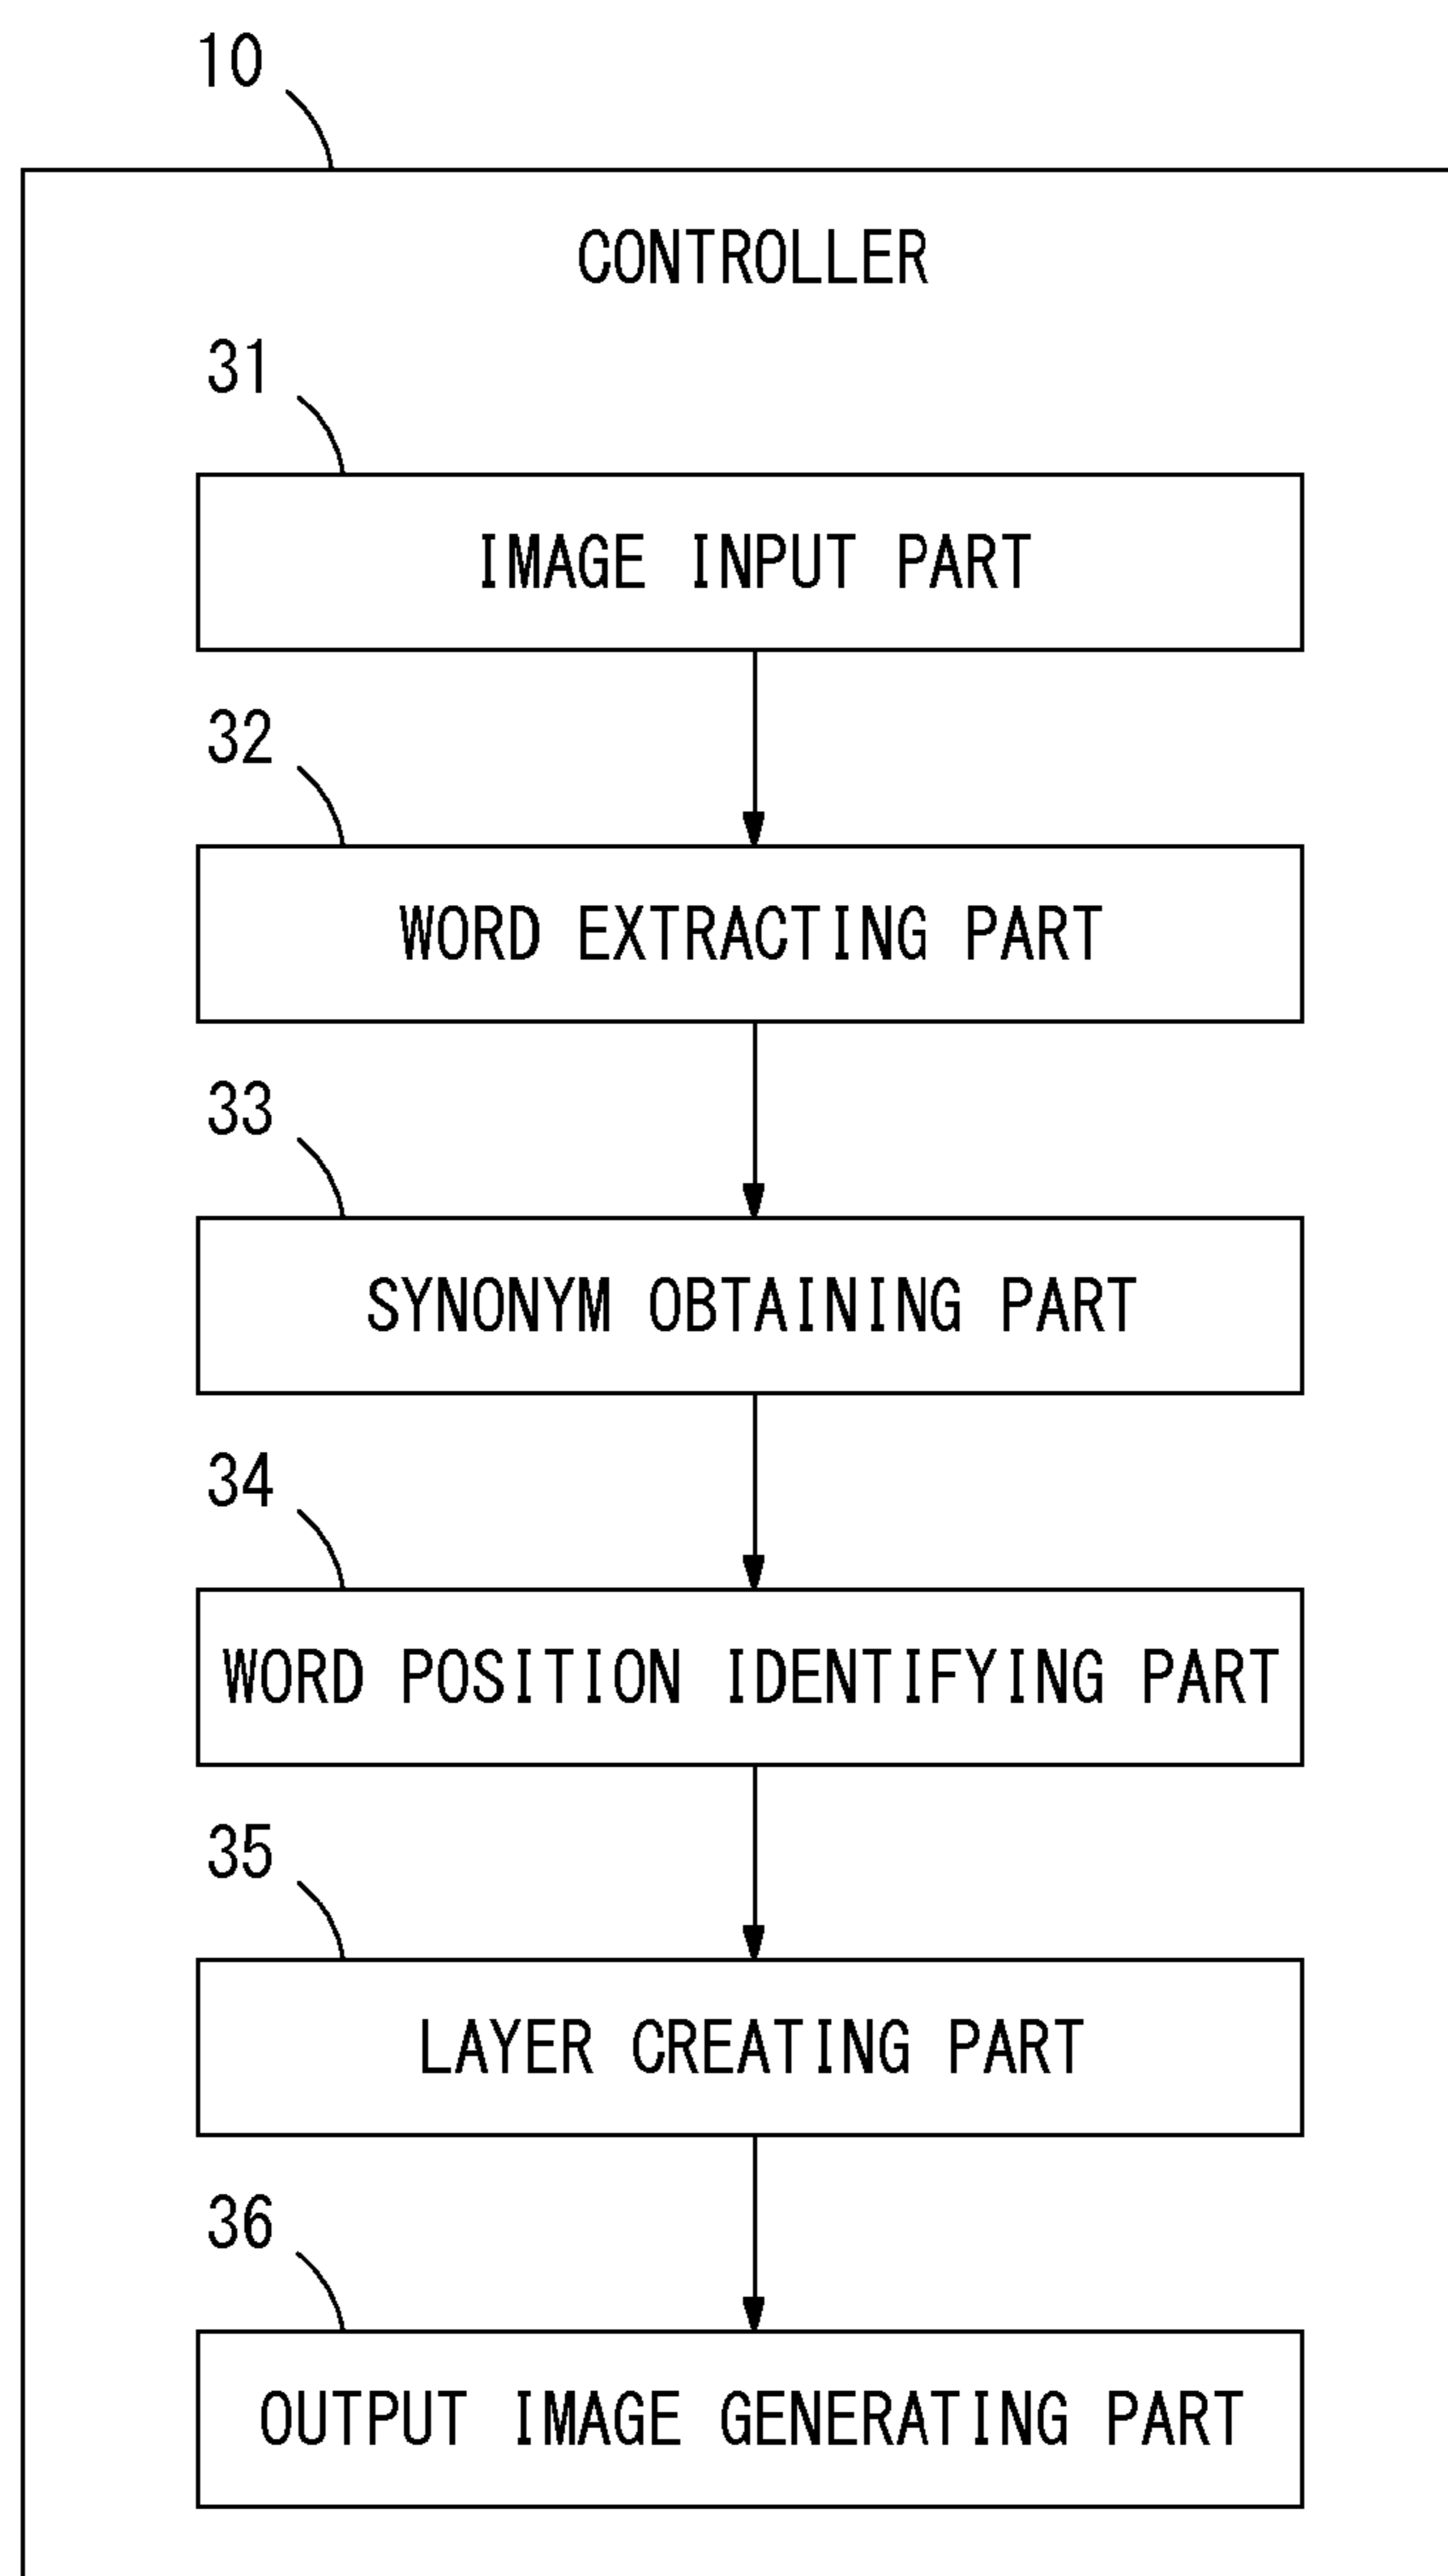 10
CONTROLLER
31
IMAGE INPUT PART
32
WORD EXTRACTING PART
33
SYNONYM OBTAINING PART
34
WORD POSITION IDENTIFYING PART
35
LAYER CREATING PART
36
OUTPUT IMAGE GENERATING PART